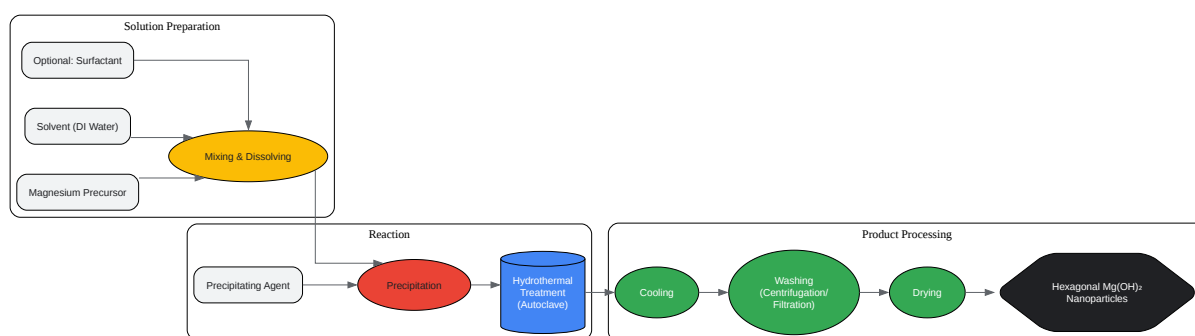 Solution Preparation
Optional: Surfactant
Solvent (DI Water)
Mixing & Dissolving
Magnesium Precursor
Reaction
Precipitating Agent
Precipitation
Hydrothermal
Treatment
(Autoclave)
Product Processing
Cooling
Washing
(Centrifugation/
Filtration)
Drying
Hexagonal Mg(OH)₂
Nanoparticles